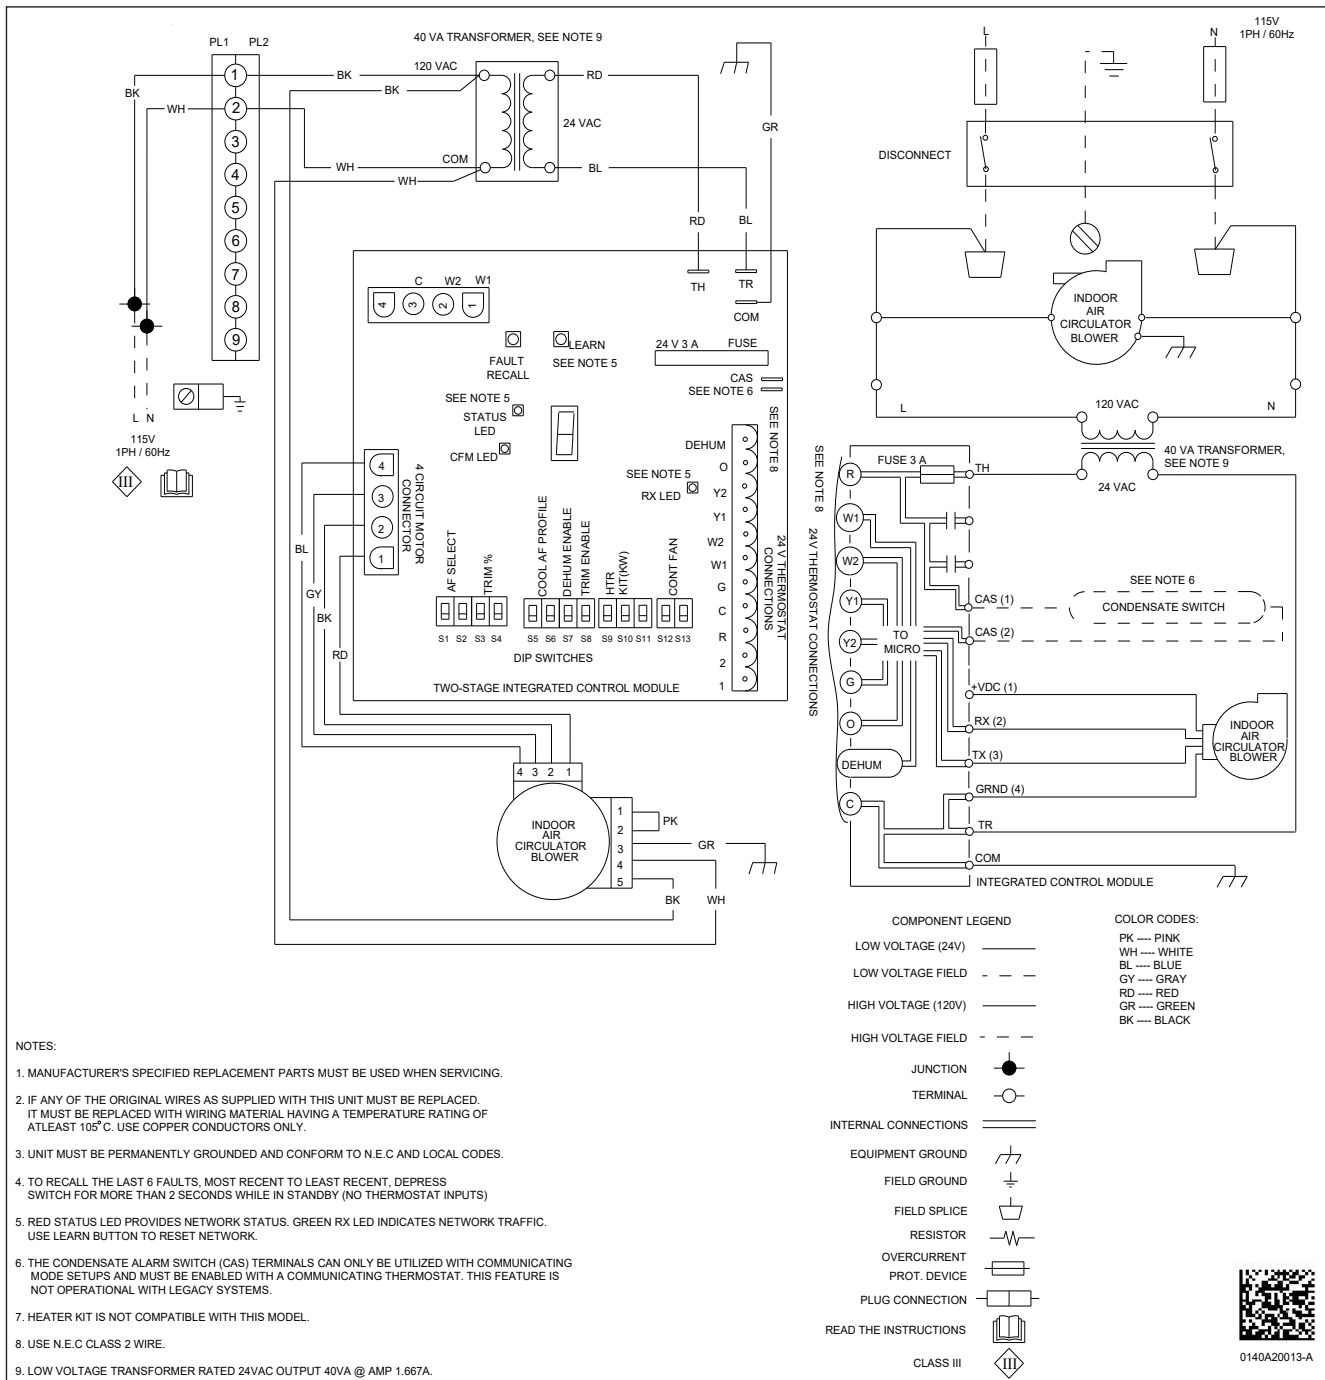 PL1 PL2
40 VA TRANSFORMER, SEE NOTE 9
120 VAC
BK
BK
RD
24 VAC
COM
WH
WH
BL
BK
WH
1
2
3
4
5
6
7
8
9
L N
115V
1PH / 60Hz
III
GR
RD
BL
TH
TR
COM
C W2 W1
4 3 2 1
FAULT
RECALL
LEARN
SEE NOTE 5
24 V 3 A FUSE
CAS
SEE NOTE 6
SEE NOTE 5
STATUS
LED
CFM LED
SEE NOTE 5
RX LED
SEE NOTE 8
24 V THERMOSTAT
CONNECTIONS
DEHUM
O
Y2
Y1
W2
W1
G
C
R
2
1
4
3
2
1
4 CIRCUIT MOTOR
CONNECTOR
BL
GY
BK
RD
AF SELECT
TRIM %
COOL AF PROFILE
DEHUM ENABLE
TRIM ENABLE
HTR
KIT(KW)
CONT FAN
S1 S2 S3 S4 S5 S6 S7 S8 S9 S10 S11 S12 S13
DIP SWITCHES
TWO-STAGE INTEGRATED CONTROL MODULE
4 3 2 1
INDOOR
AIR
CIRCULATOR
BLOWER
1
2
3
4
5
PK
GR
BK
WH
L
N
115V
1PH / 60Hz
DISCONNECT
INDOOR
AIR
CIRCULATOR
BLOWER
L
120 VAC
N
40 VA TRANSFORMER,
SEE NOTE 9
24 VAC
SEE NOTE 8
24V THERMOSTAT CONNECTIONS
R
W1
W2
Y1
Y2
G
O
DEHUM
C
FUSE 3 A
TH
TO
MICRO
SEE NOTE 6
CAS (1)
CONDENSATE SWITCH
CAS (2)
+VDC (1)
RX (2)
TX (3)
GRND (4)
TR
COM
INDOOR
AIR
CIRCULATOR
BLOWER
INTEGRATED CONTROL MODULE
COMPONENT LEGEND
LOW VOLTAGE (24V)
LOW VOLTAGE FIELD
HIGH VOLTAGE (120V)
HIGH VOLTAGE FIELD
JUNCTION
TERMINAL
INTERNAL CONNECTIONS
EQUIPMENT GROUND
FIELD GROUND
FIELD SPLICE
RESISTOR
OVERCURRENT
PROT. DEVICE
PLUG CONNECTION
READ THE INSTRUCTIONS
CLASS III
III
COLOR CODES:
PK ---- PINK
WH ---- WHITE
BL ---- BLUE
GY ---- GRAY
RD ---- RED
GR ---- GREEN
BK ---- BLACK
NOTES:
1. MANUFACTURER'S SPECIFIED REPLACEMENT PARTS MUST BE USED WHEN SERVICING.
2. IF ANY OF THE ORIGINAL WIRES AS SUPPLIED WITH THIS UNIT MUST BE REPLACED.
IT MUST BE REPLACED WITH WIRING MATERIAL HAVING A TEMPERATURE RATING OF
ATLEAST 105° C. USE COPPER CONDUCTORS ONLY.
3. UNIT MUST BE PERMANENTLY GROUNDED AND CONFORM TO N.E.C AND LOCAL CODES.
4. TO RECALL THE LAST 6 FAULTS, MOST RECENT TO LEAST RECENT, DEPRESS
SWITCH FOR MORE THAN 2 SECONDS WHILE IN STANDBY (NO THERMOSTAT INPUTS)
5. RED STATUS LED PROVIDES NETWORK STATUS. GREEN RX LED INDICATES NETWORK TRAFFIC.
USE LEARN BUTTON TO RESET NETWORK.
6. THE CONDENSATE ALARM SWITCH (CAS) TERMINALS CAN ONLY BE UTILIZED WITH COMMUNICATING
MODE SETUPS AND MUST BE ENABLED WITH A COMMUNICATING THERMOSTAT. THIS FEATURE IS
NOT OPERATIONAL WITH LEGACY SYSTEMS.
7. HEATER KIT IS NOT COMPATIBLE WITH THIS MODEL.
8. USE N.E.C CLASS 2 WIRE.
9. LOW VOLTAGE TRANSFORMER RATED 24VAC OUTPUT 40VA @ AMP 1.667A.
0140A20013-A